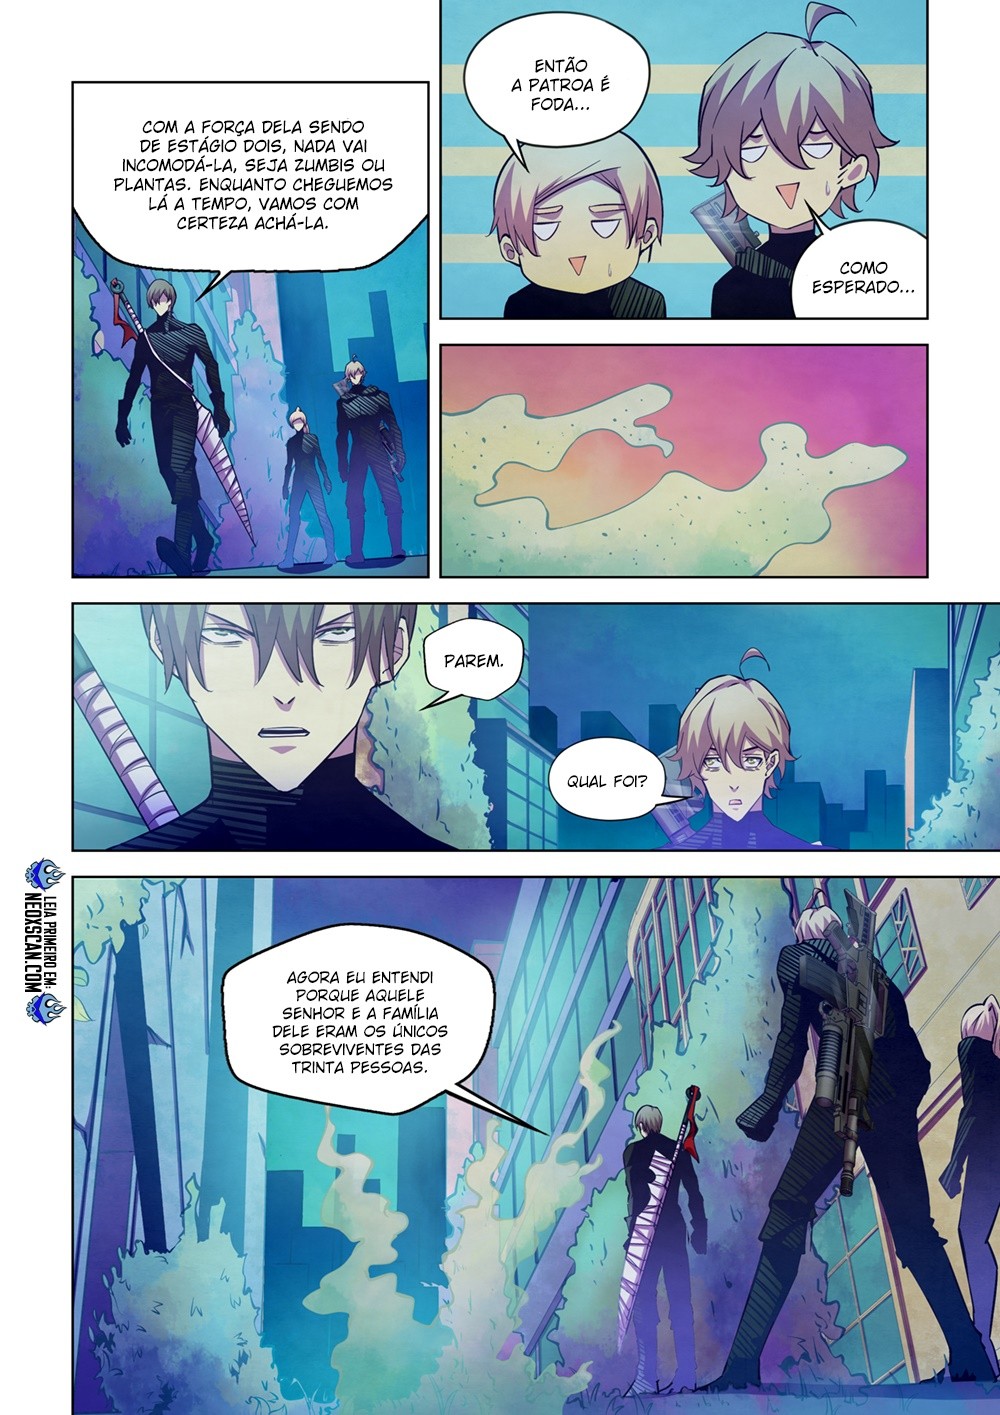 COM A FORÇA DELA SENDO
DE ESTÁGIO DOIS, NADA VAI
INCOMODÁ-LA, SEJA ZUMBIS OU
PLANTAS. ENQUANTO CHEGUEMOS
LÁ A TEMPO, VAMOS COM
CERTEZA ACHÁ-LA.
ENTÃO
A PATROA É
FODA...
COMO
ESPERADO...
PAREM.
QUAL FOI?
AGORA EU ENTENDI
PORQUE AQUELE
SENHOR E A FAMÍLIA
DELE ERAM OS ÚNICOS
SOBREVIVENTES DAS
TRINTA PESSOAS.
LEIA PRIMEIRO EM:
NEOXSCAN.COM